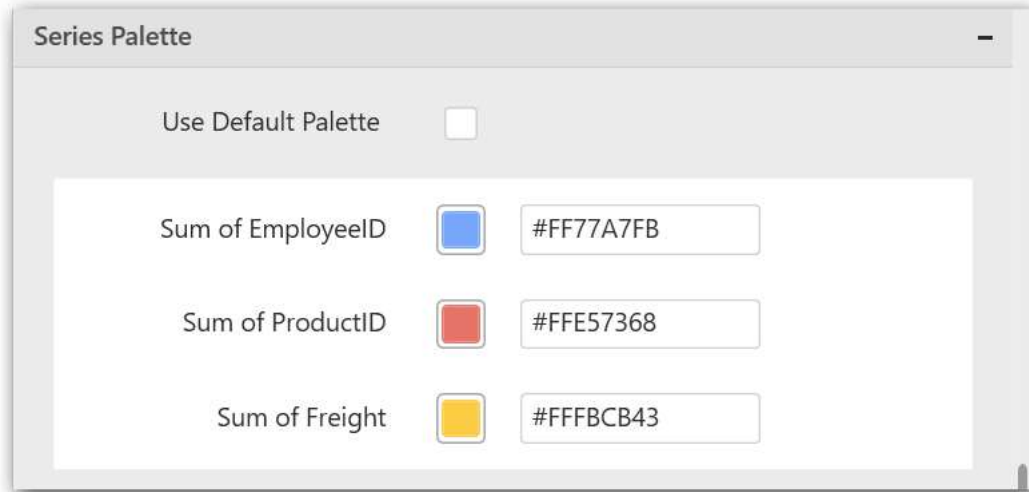 Series Palette
Use Default Palette
Sum of EmployeeID #FF77A7FB
Sum of ProductID #FFE57368
Sum of Freight #FFFBCB43